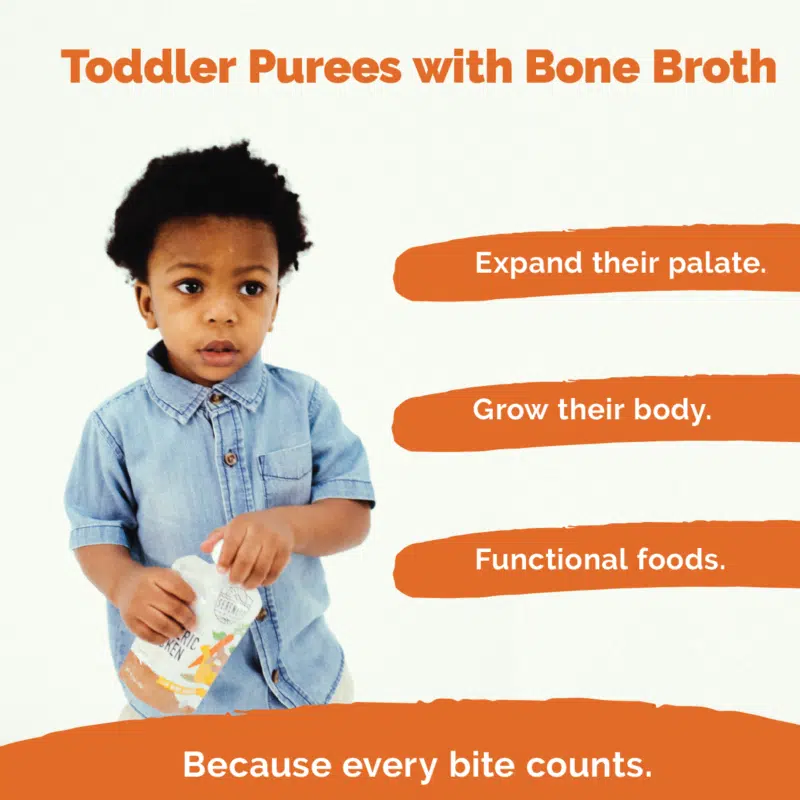 Toddler Purees with Bone Broth
Expand their palate.
Grow their body.
Functional foods.
Because every bite counts.